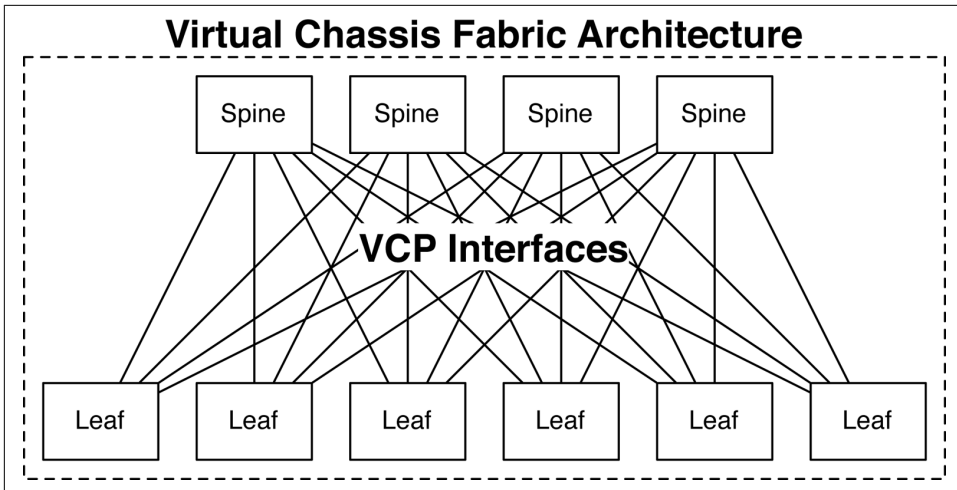 Virtual Chassis Fabric Architecture
Spine Spine Spine Spine
VCP Interfaces
Leaf Leaf Leaf Leaf Leaf Leaf